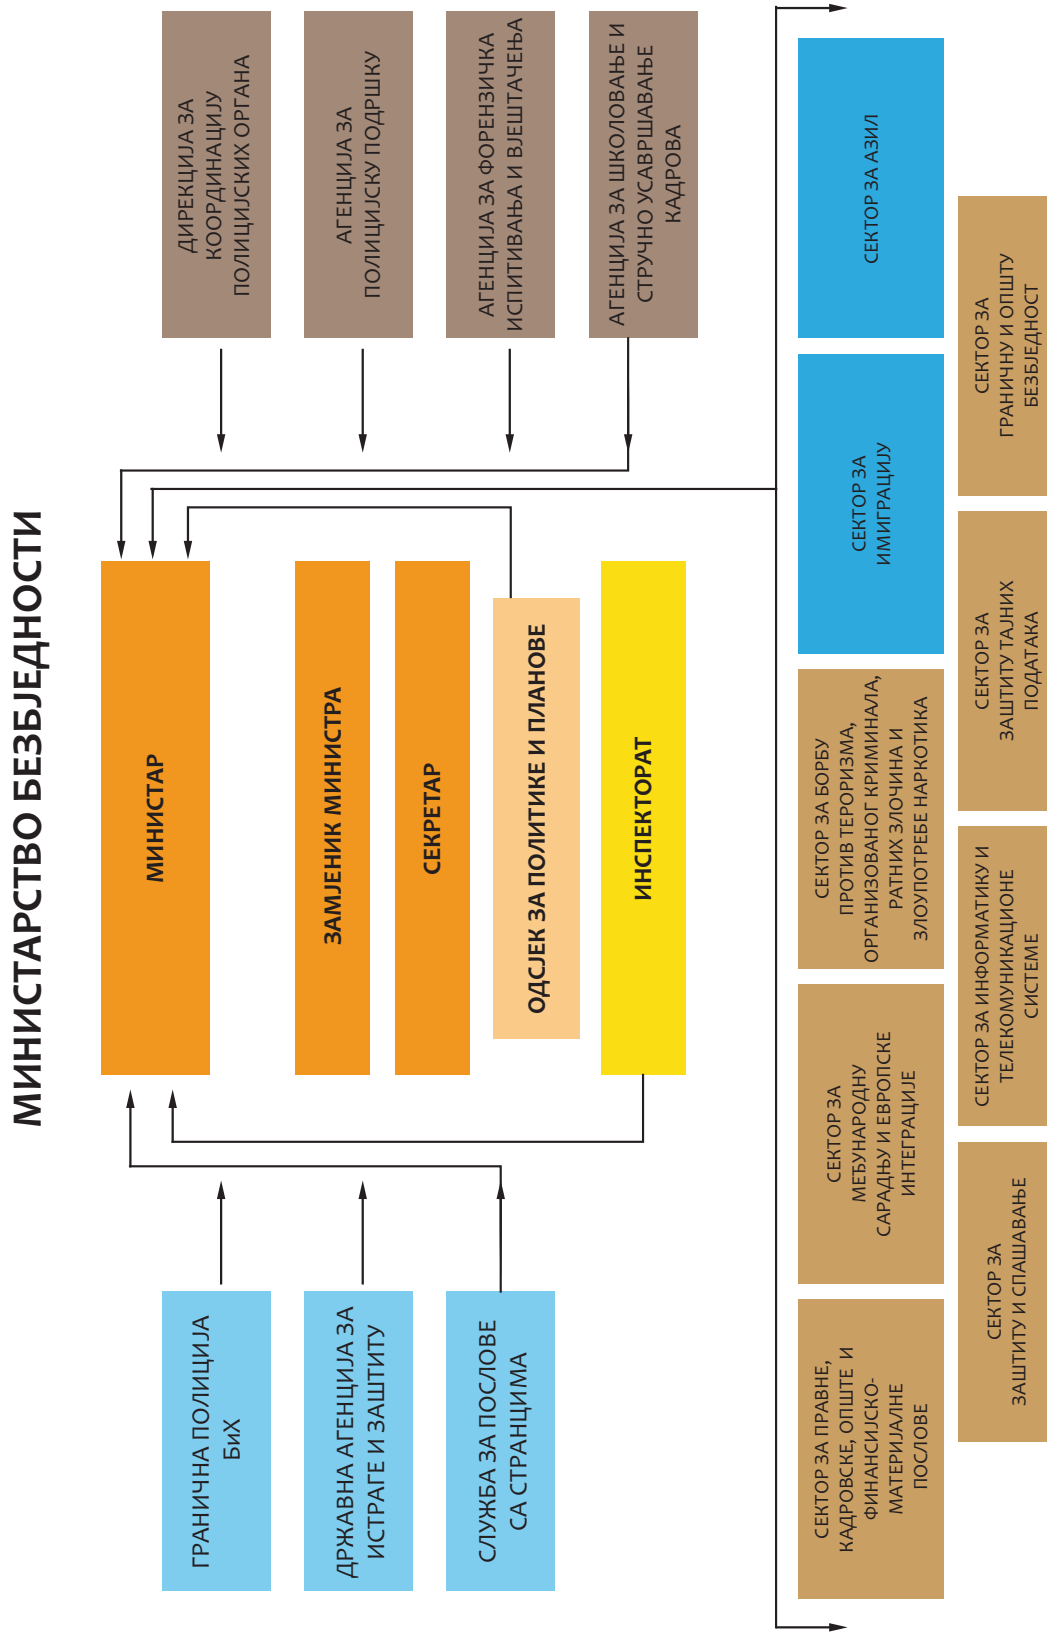 МИНИСТАРСТВО БЕЗБЈЕДНОСТИ
ГРАНИЧНА ПОЛИЦИЈА
БиХ
ДРЖАВНА АГЕНЦИЈА ЗА
ИСТРАГЕ И ЗАШТИТУ
СЛУЖБА ЗА ПОСЛОВЕ
СА СТРАНЦИМА
МИНИСТАР
ЗАМЈЕНИК МИНИСТРА
СЕКРЕТАР
ОДСЈЕК ЗА ПОЛИТИКЕ И ПЛАНОВЕ
ИНСПЕКТОРАТ
ДИРЕКЦИЈА ЗА
КООРДИНАЦИЈУ
ПОЛИЦИЈСКИХ ОРГАНА
АГЕНЦИЈА ЗА
ПОЛИЦИЈСКУ ПОДРШКУ
АГЕНЦИЈА ЗА ФОРЕНЗИЧКА
ИСПИТИВАЊА И ВЈЕШТАЧЕЊА
АГЕНЦИЈА ЗА ШКОЛОВАЊЕ И
СТРУЧНО УСАВРШАВАЊЕ
КАДРОВА
СЕКТОР ЗА ПРАВНЕ,
КАДРОВСКЕ, ОПШТЕ И
ФИНАНСИЈСКО-
МАТЕРИЈАЛНЕ
ПОСЛОВЕ
СЕКТОР ЗА
МЕЂУНАРОДНУ
САРАДЊУ И ЕВРОПСКЕ
ИНТЕГРАЦИЈЕ
СЕКТОР ЗА БОРБУ
ПРОТИВ ТЕРОРИЗМА,
ОРГАНИЗОВАНОГ КРИМИНАЛА,
РАТНИХ ЗЛОЧИНА И
ЗЛОУПОТРЕБЕ НАРКОТИКА
СЕКТОР ЗА
ИМИГРАЦИЈУ
СЕКТОР ЗА АЗИЛ
СЕКТОР ЗА
ЗАШТИТУ И СПАШАВАЊЕ
СЕКТОР ЗА ИНФОРМАТИКУ И
ТЕЛЕКОМУНИКАЦИОНЕ
СИСТЕМЕ
СЕКТОР ЗА
ЗАШТИТУ ТАЈНИХ
ПОДАТАКА
СЕКТОР ЗА
ГРАНИЧНУ И ОПШТУ
БЕЗБЈЕДНОСТ